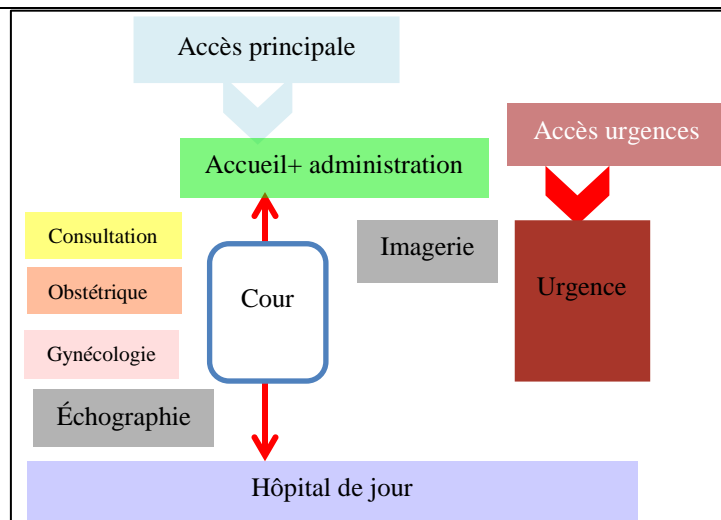 Accès principale
Accès urgences
Accueil+ administration
Consultation
Imagerie
Obstétrique
Cour
Urgence
Gynécologie
Échographie
Hôpital de jour